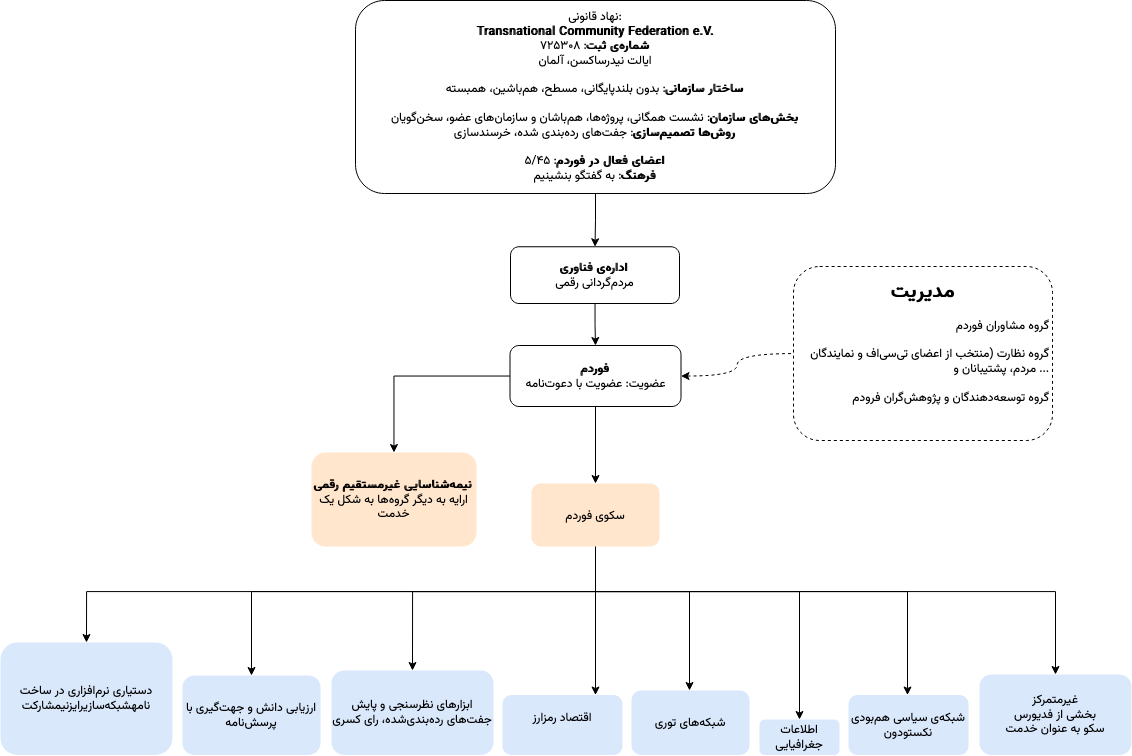 نهاد قانونی:
Transnational Community Federation e.V.
شماره‌ی ثبت: ۷۲۵۳۰۸
ایالت نیدرساکسن، آلمان
ساختار سازمانی: بدون بلندپایگانی، مسطح، هم‌باشین، همبسته
بخش‌های سازمان: نشست همگانی، پروژه‌ها، هم‌باشان و سازمان‌های عضو، سخن‌گویان
روش‌ها تصمیم‌سازی: جفت‌های رده‌بندی شده، خرسندسازی
اعضای فعال در فوردم: ۵/۴۵
فرهنگ: به گفتگو بنشینیم
اداره‌ی فناوری
مردم‌گردانی رقمی
مدیریت
گروه مشاوران فوردم
گروه نظارت (منتخب از اعضای تی‌سی‌اف و نمایندگان
مردم، پشتیبانان و ...
گروه توسعه‌دهندگان و پژوهش‌گران فرودم
فوردم
عضویت: عضویت با دعوت‌نامه
نیمه‌شناسایی غیرمستقیم رقمی
ارایه به دیگر گروه‌ها به شکل یک
خدمت
سکوی فوردم
غیرمتمرکز
بخشی از فدیورس
سکو به عنوان خدمت
شبکه‌ی سیاسی هم‌بودی
نکستودون
اطلاعات
جغرافیایی
شبکه‌های توری
اقتصاد رمزارز
ابزارهای نظرسنجی و پایش
جفت‌های رده‌بندی‌شده، رای کسری
ارزیابی دانش و جهت‌گیری با
پرسش‌نامه
دستیاری نرم‌افزاری در ساخت
نامهشبکه‌سازیرایزنیمشارکت